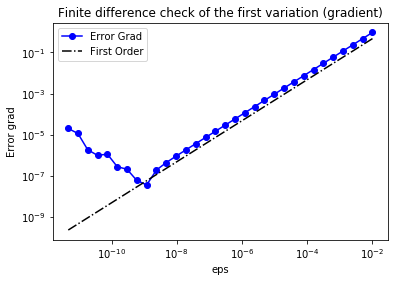 Finite difference check of the first variation (gradient)
Error Grad
First Order
10⁻¹
10⁻³
10⁻⁵
10⁻⁷
10⁻⁹
Error grad
10⁻¹⁰
10⁻⁸
10⁻⁶
10⁻⁴
10⁻²
eps